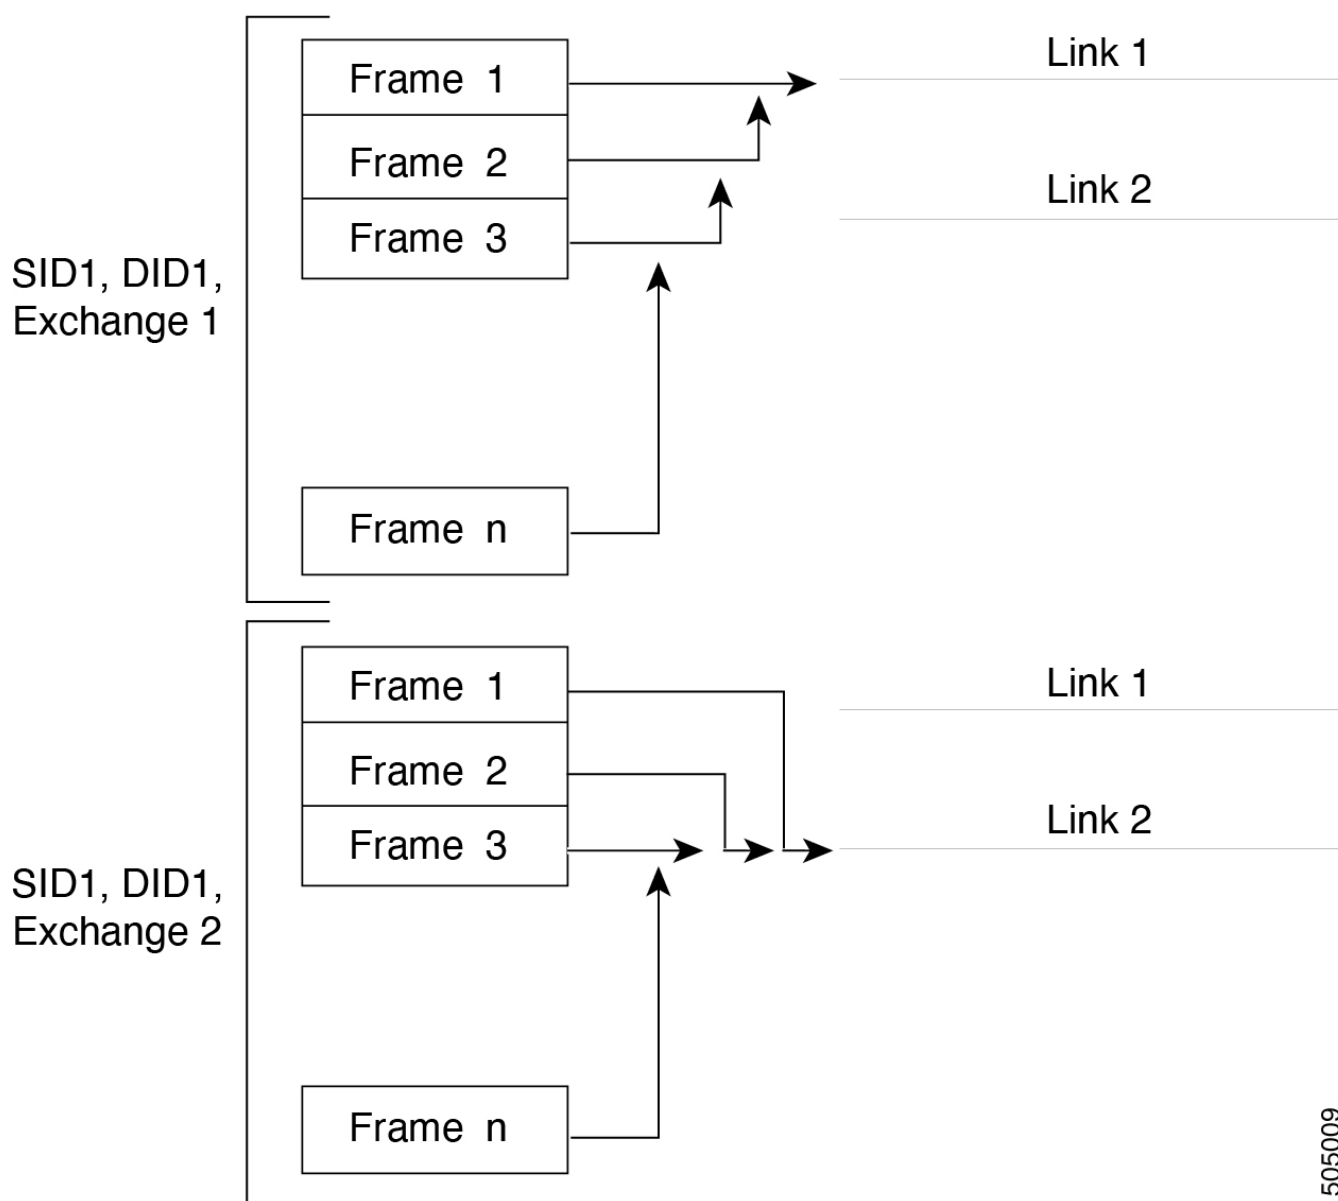 Frame 1
Link 1
Frame 2
Link 2
Frame 3
SID1, DID1,
Exchange 1
Frame n
Frame 1
Link 1
Frame 2
Link 2
Frame 3
SID1, DID1,
Exchange 2
Frame n
505009